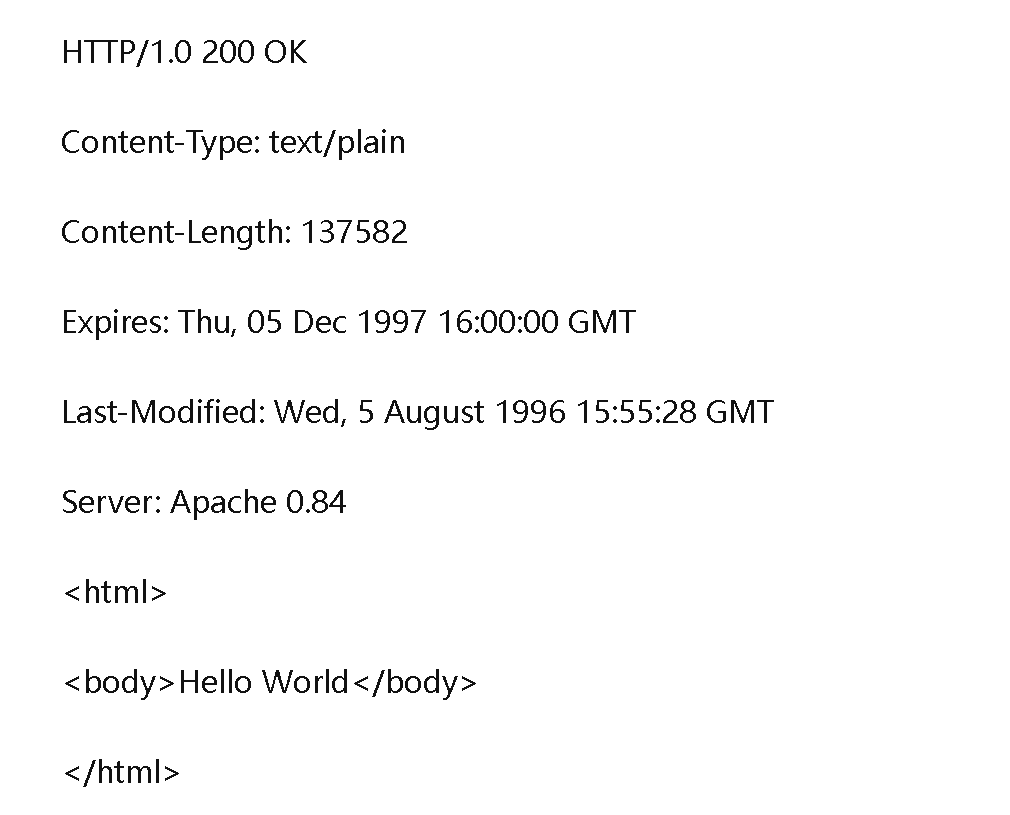 HTTP/1.0 200 OK
Content-Type: text/plain
Content-Length: 137582
Expires: Thu, 05 Dec 1997 16:00:00 GMT
Last-Modified: Wed, 5 August 1996 15:55:28 GMT
Server: Apache 0.84
<html>
<body>Hello World</body>
</html>